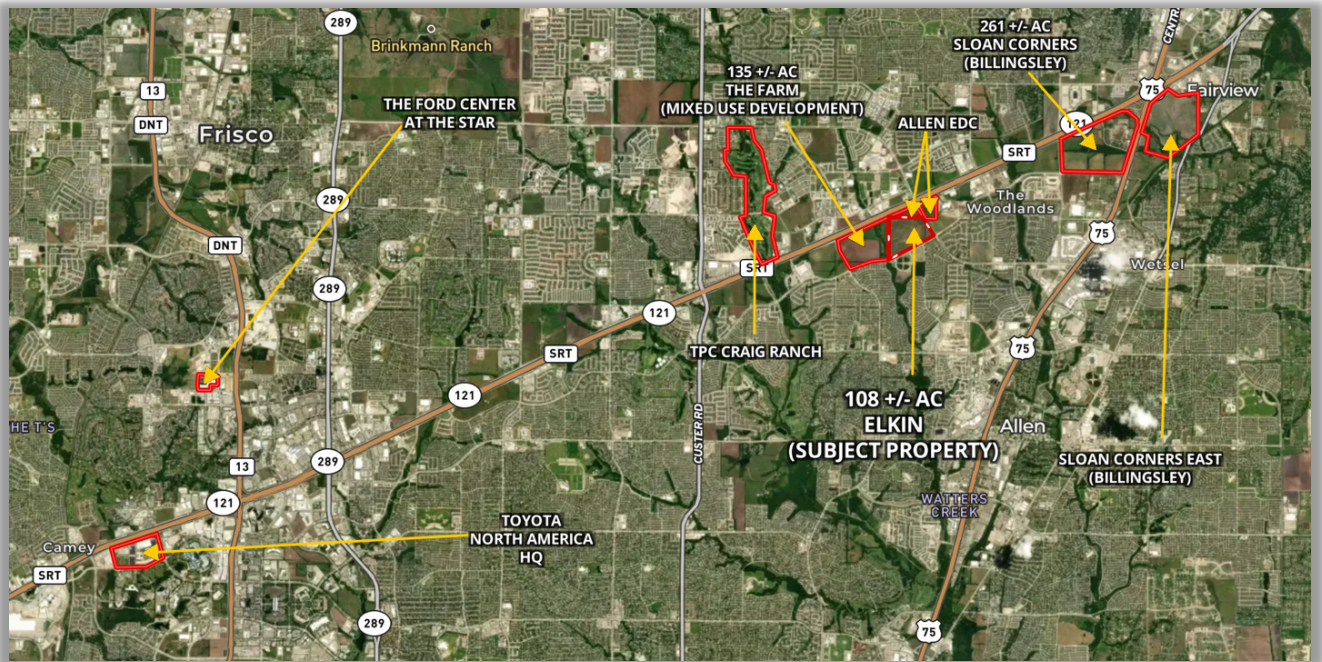 289
Brinkmann Ranch
261 +/- AC
SLOAN CORNERS
(BILLINGSLEY)
13
DNT
Frisco
THE FORD CENTER
AT THE STAR
135 +/- AC
THE FARM
(MIXED USE DEVELOPMENT)
ALLEN EDC
75
Fairview
121
SRT
289
The
Woodlands
DNT
75
SRT
Wetsel
289
121
TPC CRAIG RANCH
SRT
75
121
108 +/- AC
ELKIN
(SUBJECT PROPERTY)
Allen
HE T'S
CUSTER RD
SLOAN CORNERS EAST
(BILLINGSLEY)
13
289
121
WATTERS
CREEK
TOYOTA
NORTH AMERICA
HQ
Camey
SRT
289
75